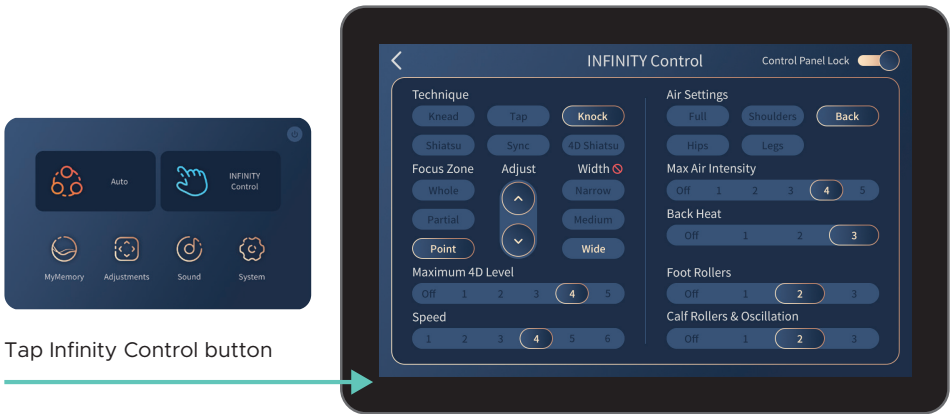 Auto
INFINITY
Control
MyMemory Adjustments Sound System
Tap Infinity Control button
INFINITY Control
Control Panel Lock
Technique
Knead Tap Knock
Shiatsu Sync 4D Shiatsu
Focus Zone Adjust Width
Whole Narrow
Partial Medium
Point Wide
Maximum 4D Level
Off 1 2 3 4 5
Speed
1 2 3 4 5 6
Air Settings
Full Shoulders Back
Hips Legs
Max Air Intensity
Off 1 2 3 4 5
Back Heat
Off 1 2 3
Foot Rollers
Off 1 2 3
Calf Rollers & Oscillation
Off 1 2 3